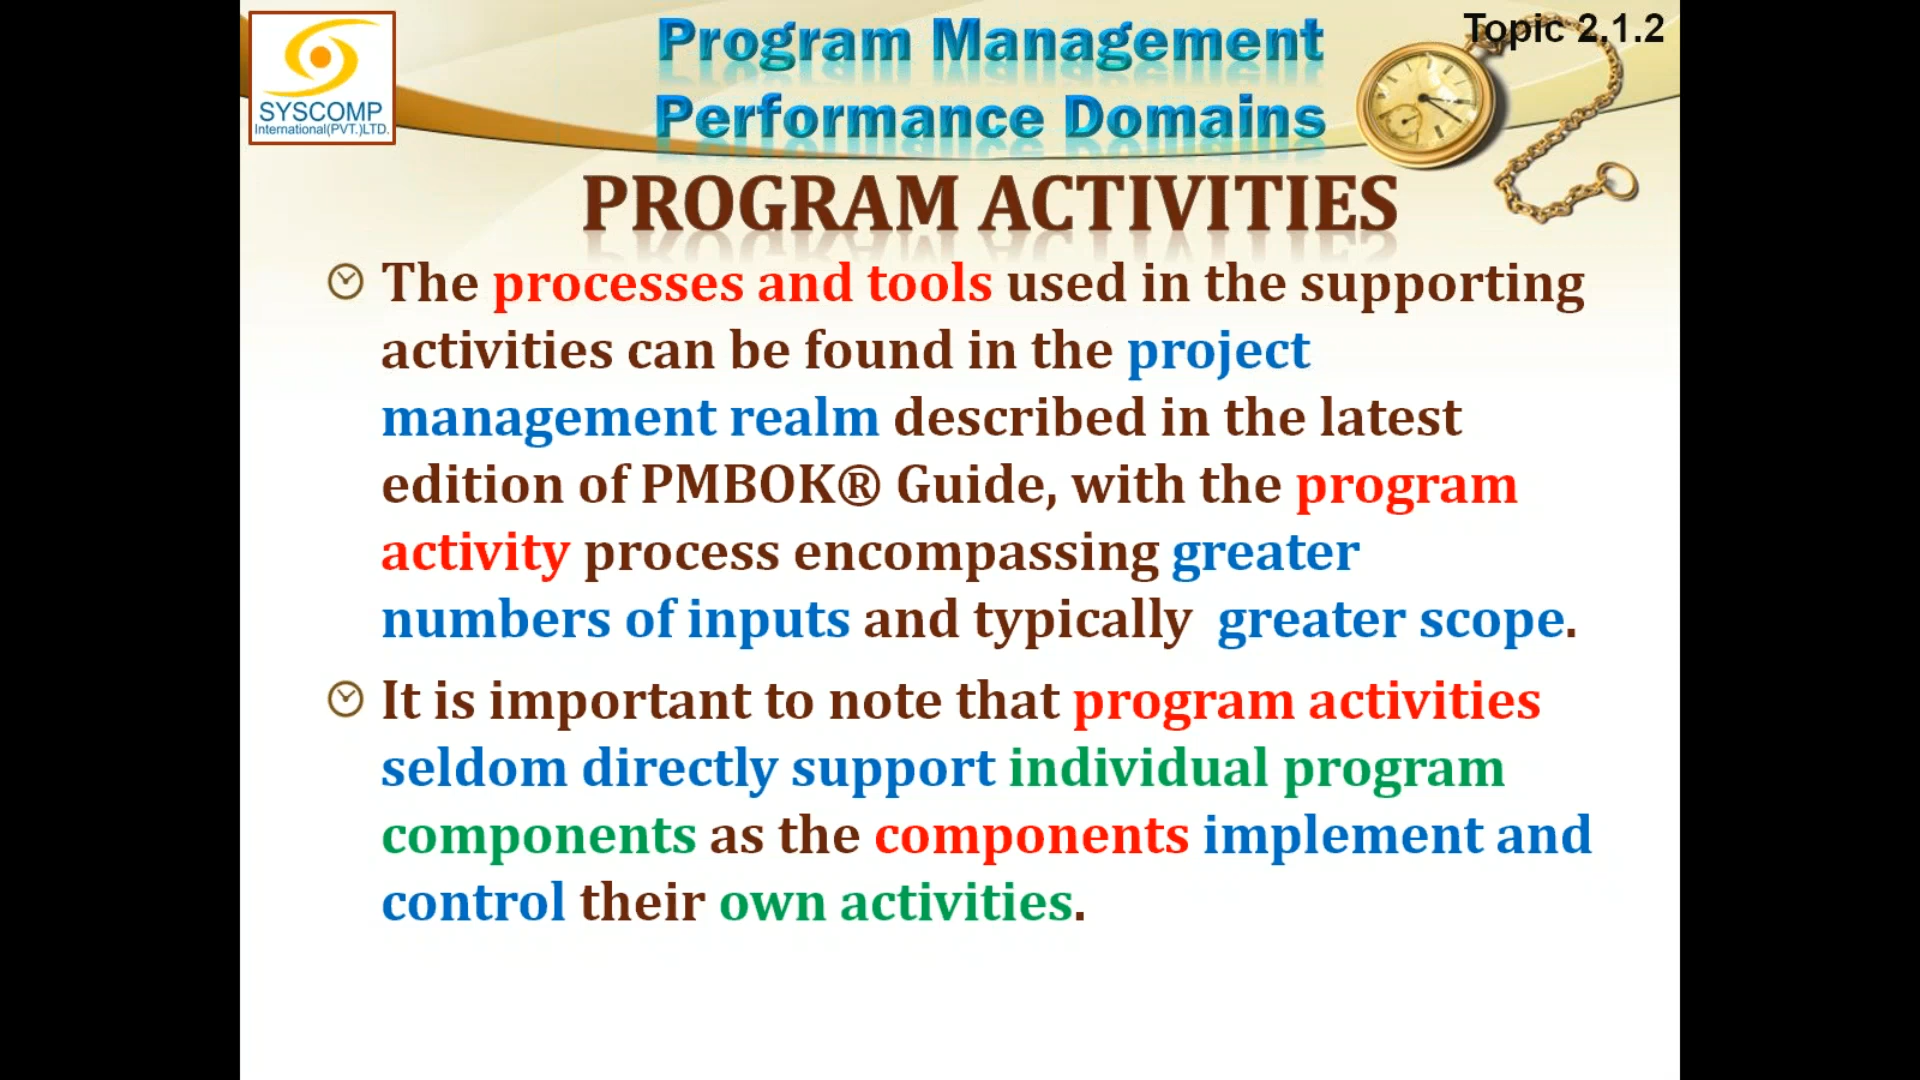 Topic 2.1.2
SYSCOMP
International(PVT.)LTD.
Program Management
Performance Domains
PROGRAM ACTIVITIES
The processes and tools used in the supporting
activities can be found in the project
management realm described in the latest
edition of PMBOK® Guide, with the program
activity process encompassing greater
numbers of inputs and typically  greater scope.
It is important to note that program activities
seldom directly support individual program
components as the components implement and
control their own activities.